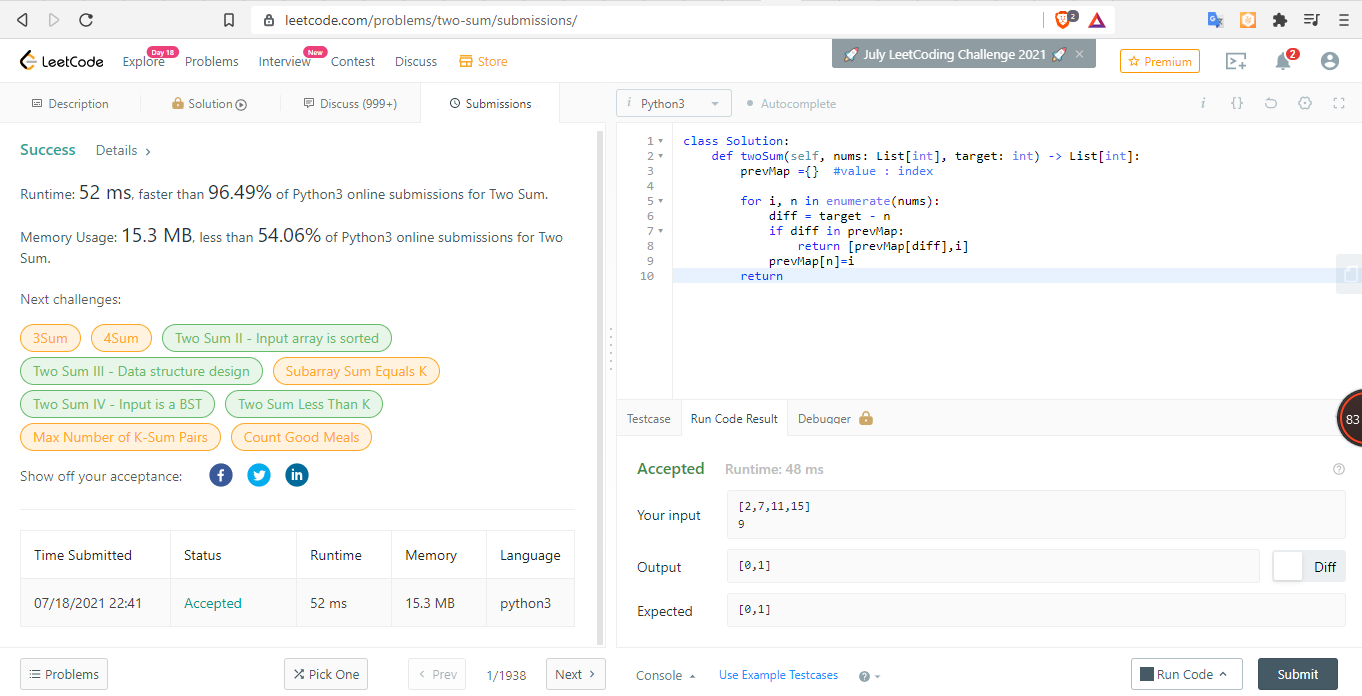 leetcode.com/problems/two-sum/submissions/
2
LeetCode
Explore
Day 18
Problems
Interview
New
Contest
Discuss
Store
🚀 July LeetCoding Challenge 2021 🚀 ×
Premium
2
Description
Solution
Discuss (999+)
Submissions
Success
Details >
Runtime: 52 ms, faster than 96.49% of Python3 online submissions for Two Sum.
Memory Usage: 15.3 MB, less than 54.06% of Python3 online submissions for Two
Sum.
Next challenges:
3Sum
4Sum
Two Sum II - Input array is sorted
Two Sum III - Data structure design
Subarray Sum Equals K
Two Sum IV - Input is a BST
Two Sum Less Than K
Max Number of K-Sum Pairs
Count Good Meals
Show off your acceptance:
Time Submitted Status Runtime Memory Language
07/18/2021 22:41 Accepted 52 ms 15.3 MB python3
Problems
Pick One
< Prev
1/1938
Next >
i Python3
Autocomplete
i {}
1 class Solution:
2     def twoSum(self, nums: List[int], target: int) -> List[int]:
3         prevMap ={}  #value : index
4
5         for i, n in enumerate(nums):
6             diff = target - n
7             if diff in prevMap:
8                 return [prevMap[diff],i]
9             prevMap[n]=i
10         return
83
Testcase
Run Code Result
Debugger
Accepted Runtime: 48 ms
?
Your input
[2,7,11,15]
9
Output
[0,1]
Diff
Expected
[0,1]
Console
Use Example Testcases
?
Run Code
Submit